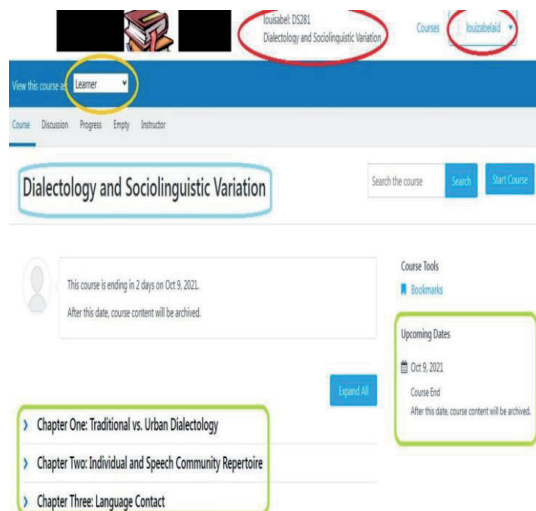 louisabel: DS281
Dialectology and Sociolinguistic Variation
Courses
louizabelaid
View this course as
Learner
Course Discussion Progress Empty Instructor
Dialectology and Sociolinguistic Variation
Search the course
Search
Start Course
This course is ending in 2 days on Oct 9, 2021.
After this date, course content will be archived.
Course Tools
Bookmarks
Upcoming Dates
Oct 9, 2021
Course End
After this date, course content will be archived.
Expand All
Chapter One: Traditional vs. Urban Dialectology
Chapter Two: Individual and Speech Community Repertoire
Chapter Three: Language Contact